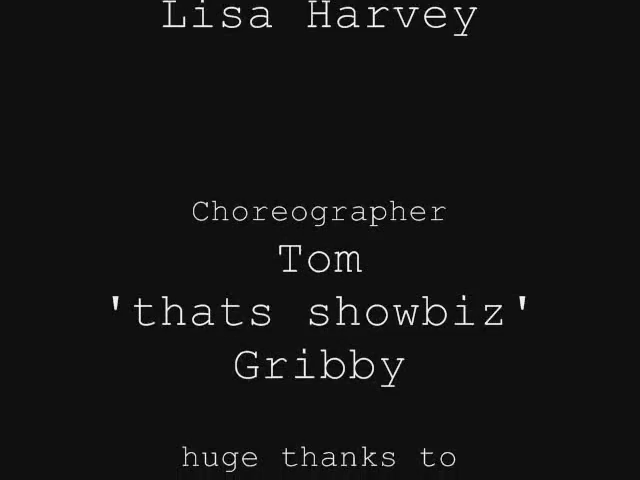 Lisa Harvey
Choreographer
Tom
'thats showbiz'
Gribby
huge thanks to